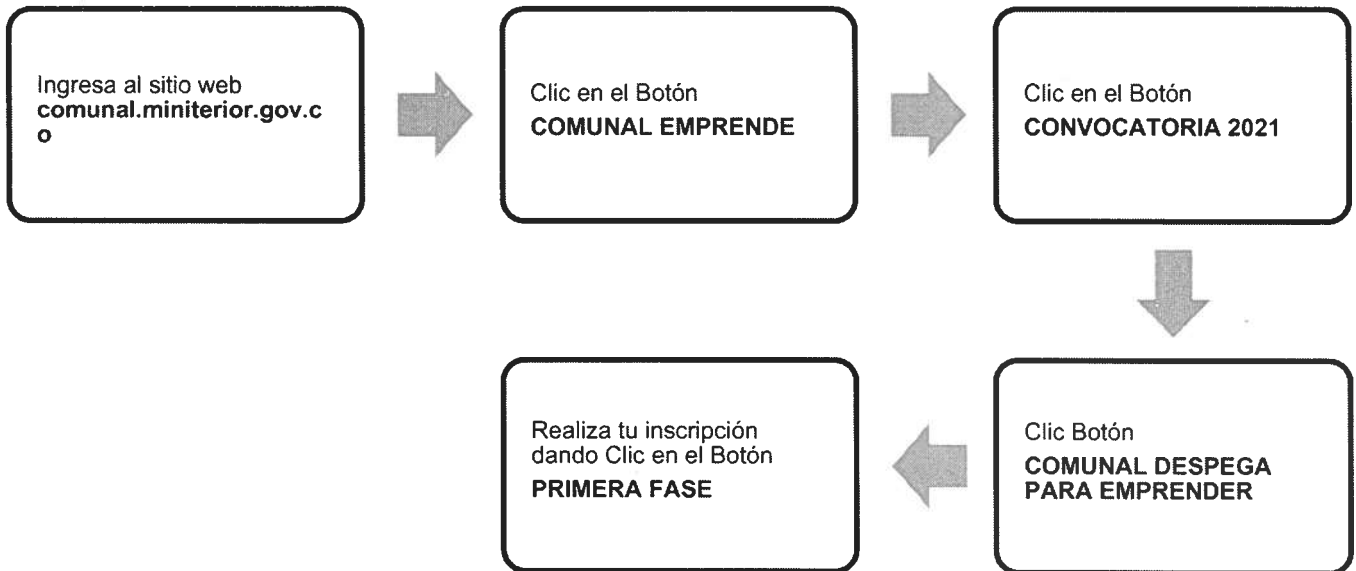 Ingresa al sitio web
comunal.miniterior.gov.c
o
Clic en el Botón
COMUNAL EMPRENDE
Clic en el Botón
CONVOCATORIA 2021
Clic Botón
COMUNAL DESPEGA
PARA EMPRENDER
Realiza tu inscripción
dando Clic en el Botón
PRIMERA FASE